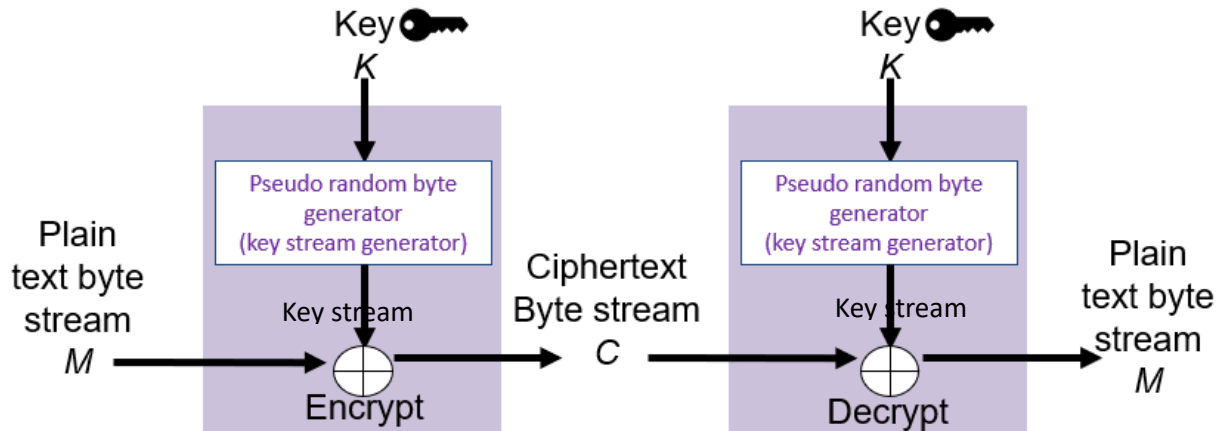 Key
K
Pseudo random byte
generator
(key stream generator)
Key stream
Encrypt
Plain
text byte
stream
M
Ciphertext
Byte stream
C
Key
K
Pseudo random byte
generator
(key stream generator)
Key stream
Decrypt
Plain
text byte
stream
M